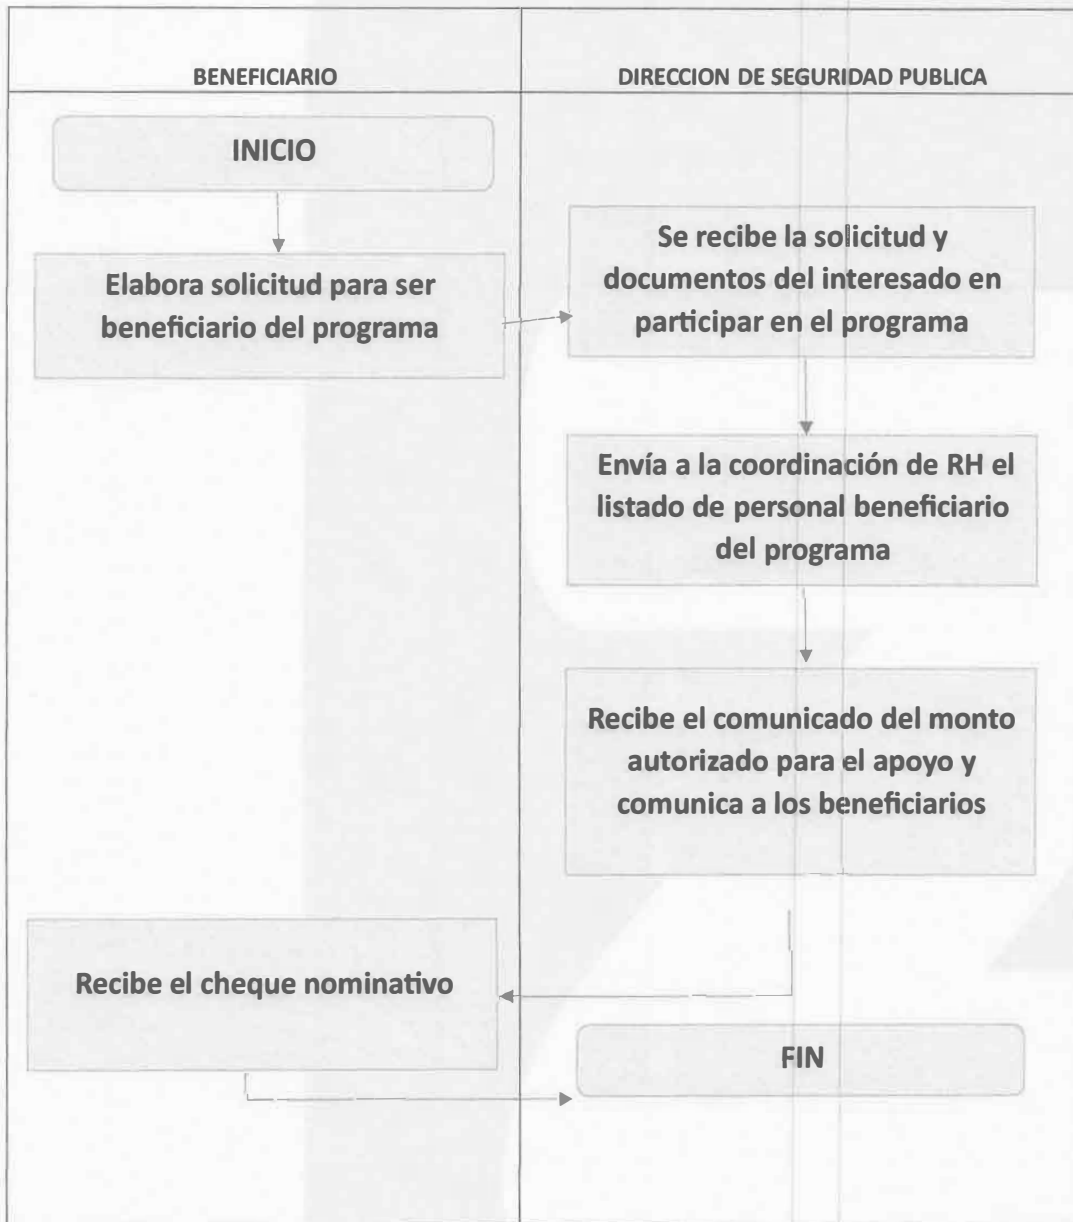 BENEFICIARIO
DIRECCION DE SEGURIDAD PUBLICA
INICIO
Elabora solicitud para ser
beneficiario del programa
Se recibe la solicitud y
documentos del interesado en
participar en el programa
Envía a la coordinación de RH el
listado de personal beneficiario
del programa
Recibe el comunicado del monto
autorizado para el apoyo y
comunica a los beneficiarios
Recibe el cheque nominativo
FIN